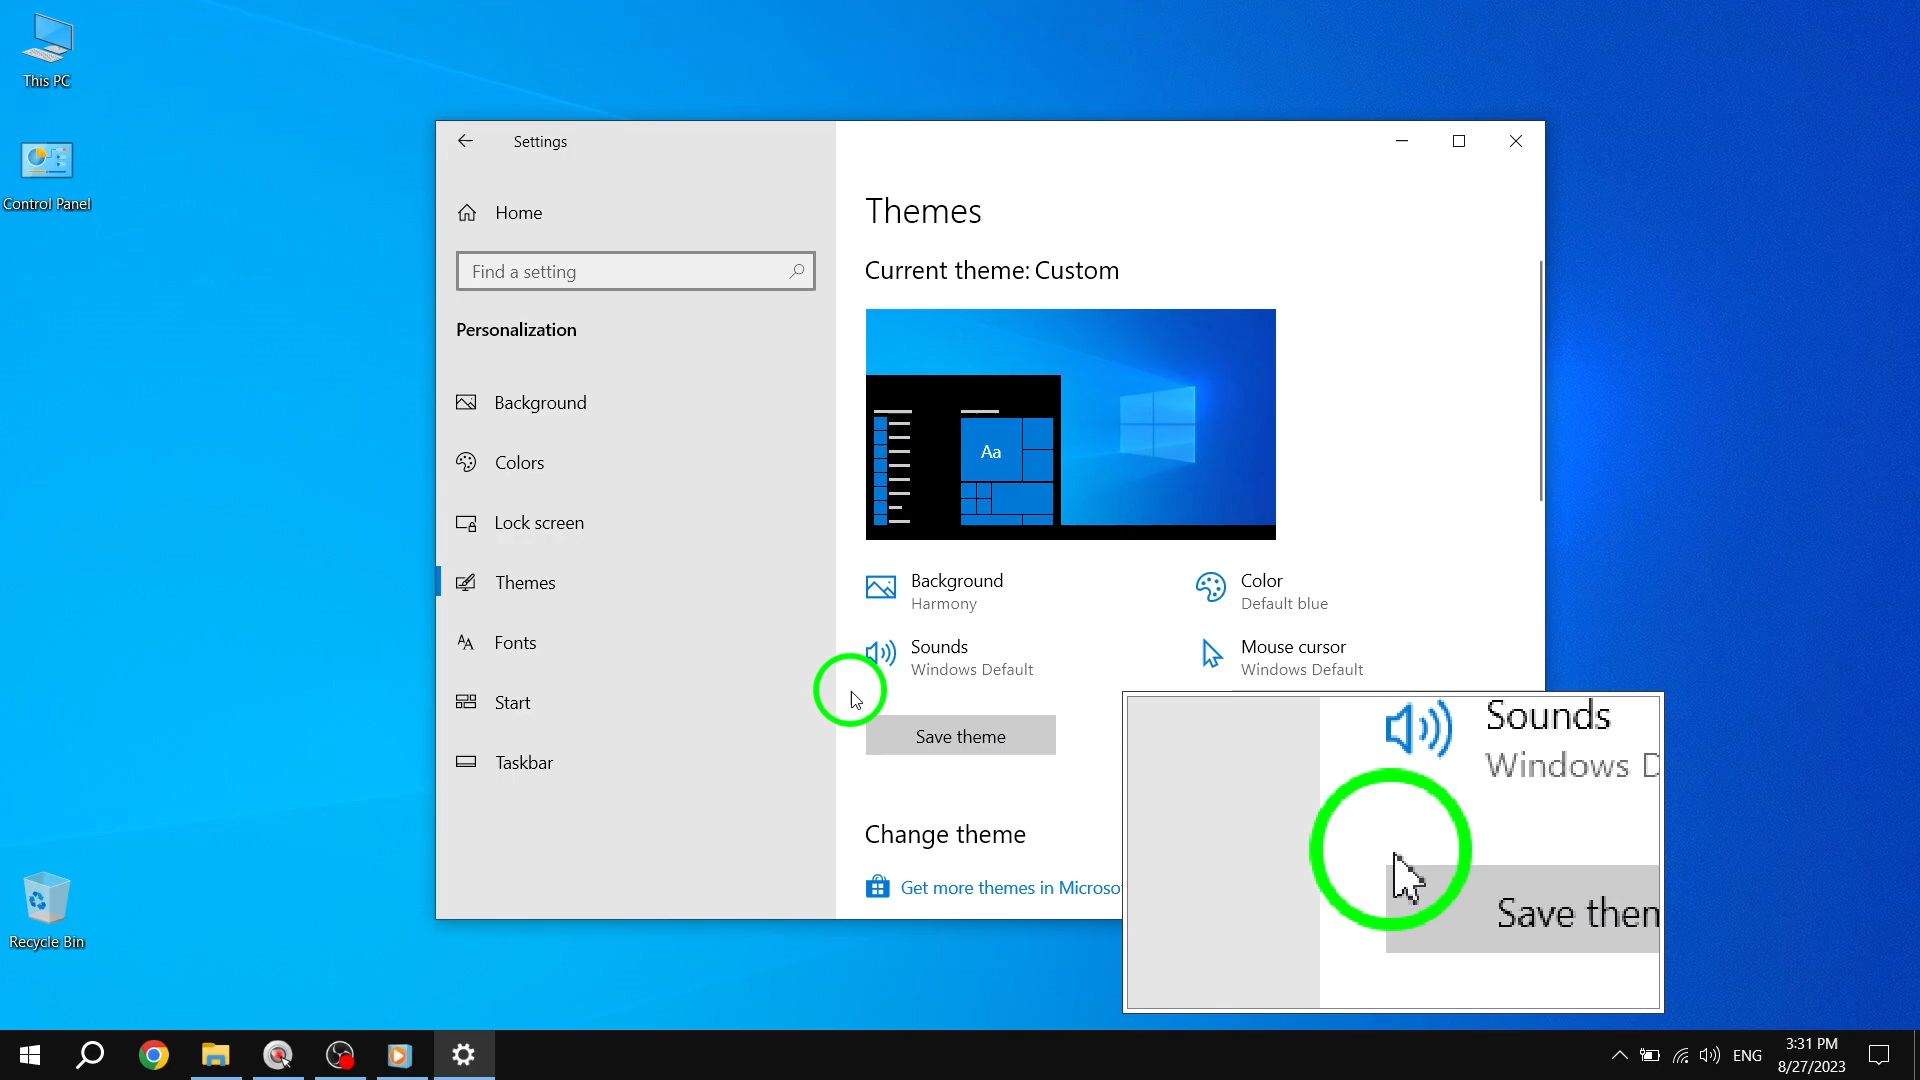 This PC
Control Panel
Recycle Bin
Settings
Home
Find a setting
Personalization
Background
Colors
Lock screen
Themes
Fonts
Start
Taskbar
Themes
Current theme: Custom
Aa
Background
Harmony
Color
Default blue
Sounds
Windows Default
Mouse cursor
Windows Default
Save theme
Change theme
Get more themes in Microso
Sounds
Windows D
Save then
ENG
3:31 PM
8/27/2023